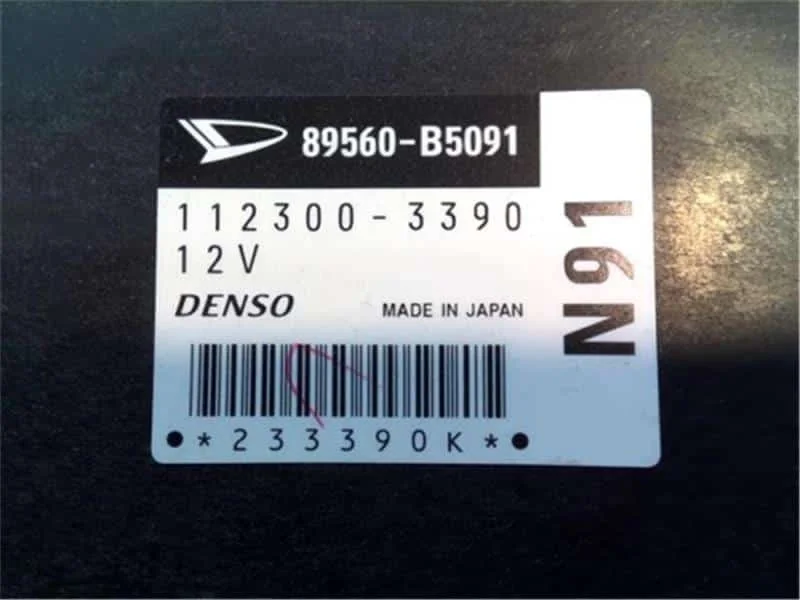 89560-B5091
112300-3390
12V
DENSO MADE IN JAPAN
*233390K*
N91